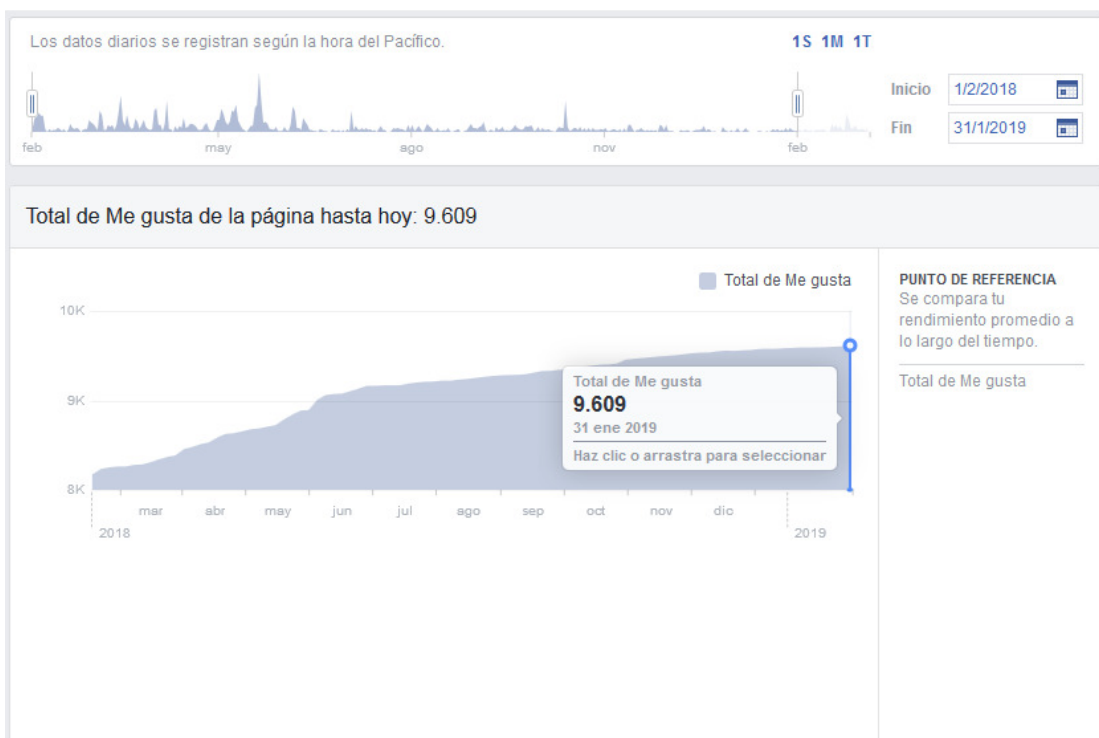 Los datos diarios se registran según la hora del Pacífico.
1S 1M 1T
Inicio 1/2/2018
Fin 31/1/2019
feb may ago nov feb
Total de Me gusta de la página hasta hoy: 9.609
Total de Me gusta
10K
9K
8K
Total de Me gusta
9.609
31 ene 2019
Haz clic o arrastra para seleccionar
mar abr may jun jul ago sep oct nov dic
2018 2019
PUNTO DE REFERENCIA
Se compara tu
rendimiento promedio a
lo largo del tiempo.
Total de Me gusta